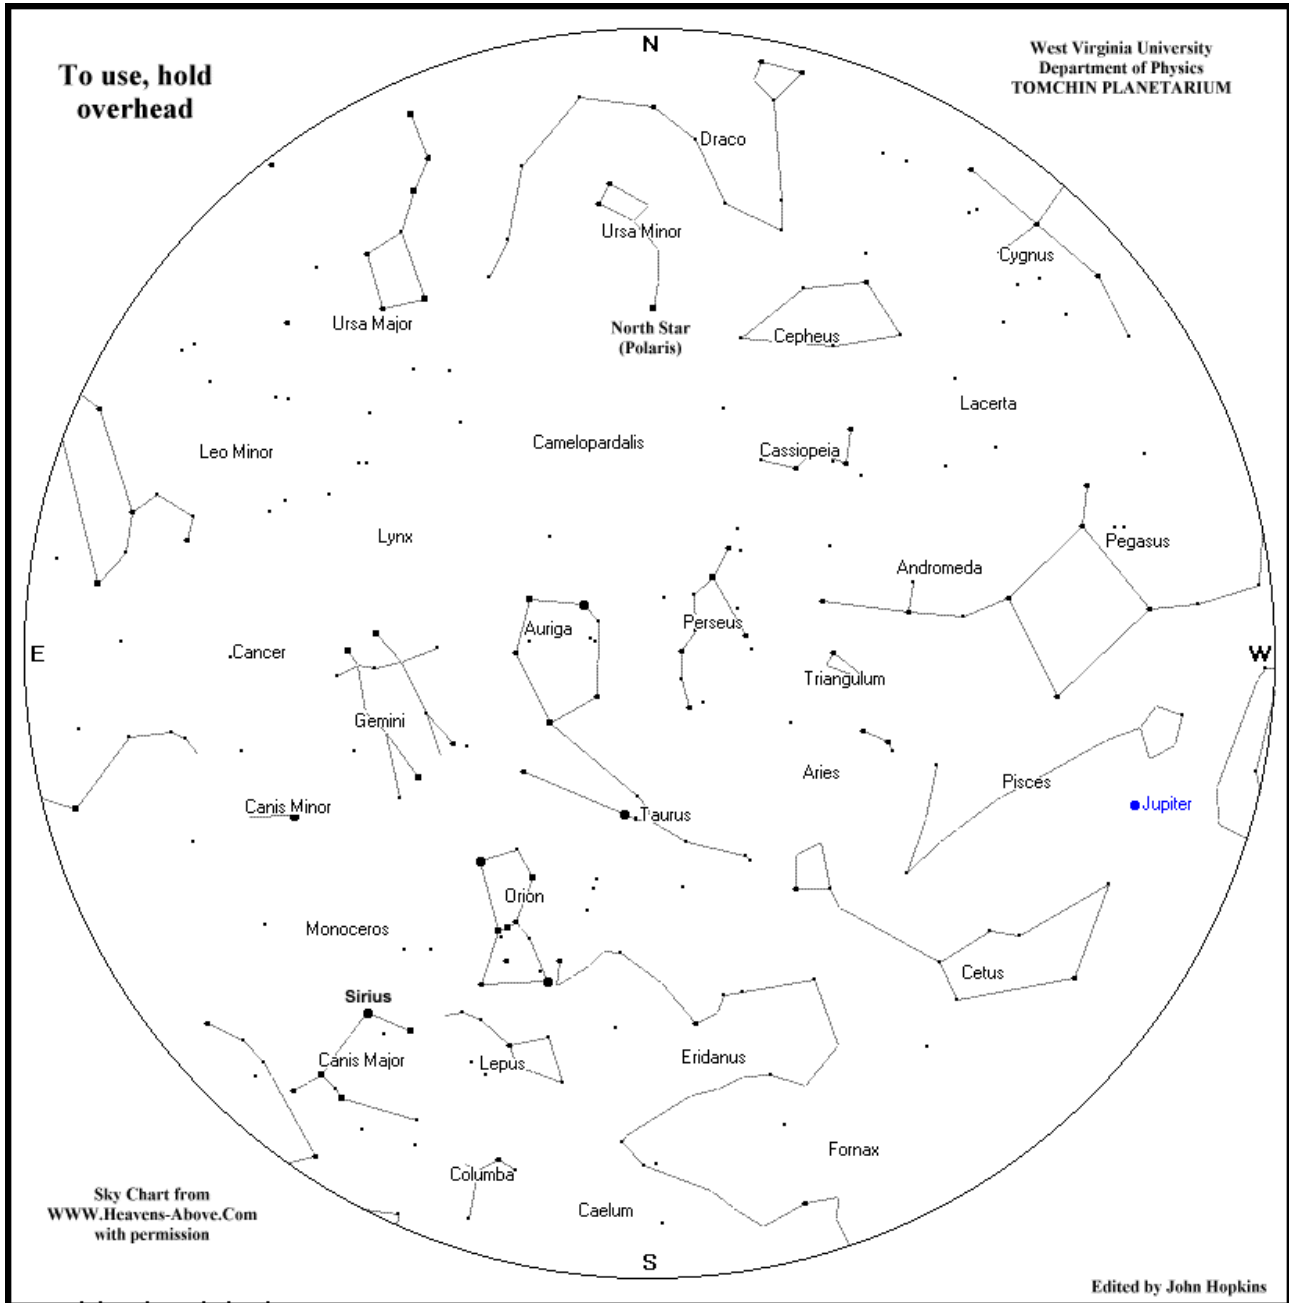 To use, hold
overhead
N
West Virginia University
Department of Physics
TOMCHIN PLANETARIUM
Draco
Ursa Minor
Cygnus
Ursa Major
North Star
(Polaris)
Cepheus
Lacerta
Leo Minor
Camelopardalis
Cassiopeia
Lynx
Pegasus
Andromeda
Auriga
Perseus
E
Cancer
W
Triangulum
Gemini
Aries
Pisces
Canis Minor
Taurus
Jupiter
Orion
Monoceros
Cetus
Sirius
Canis Major
Lepus
Eridanus
Fornax
Columba
Caelum
Sky Chart from
WWW.Heavens-Above.Com
with permission
S
Edited by John Hopkins